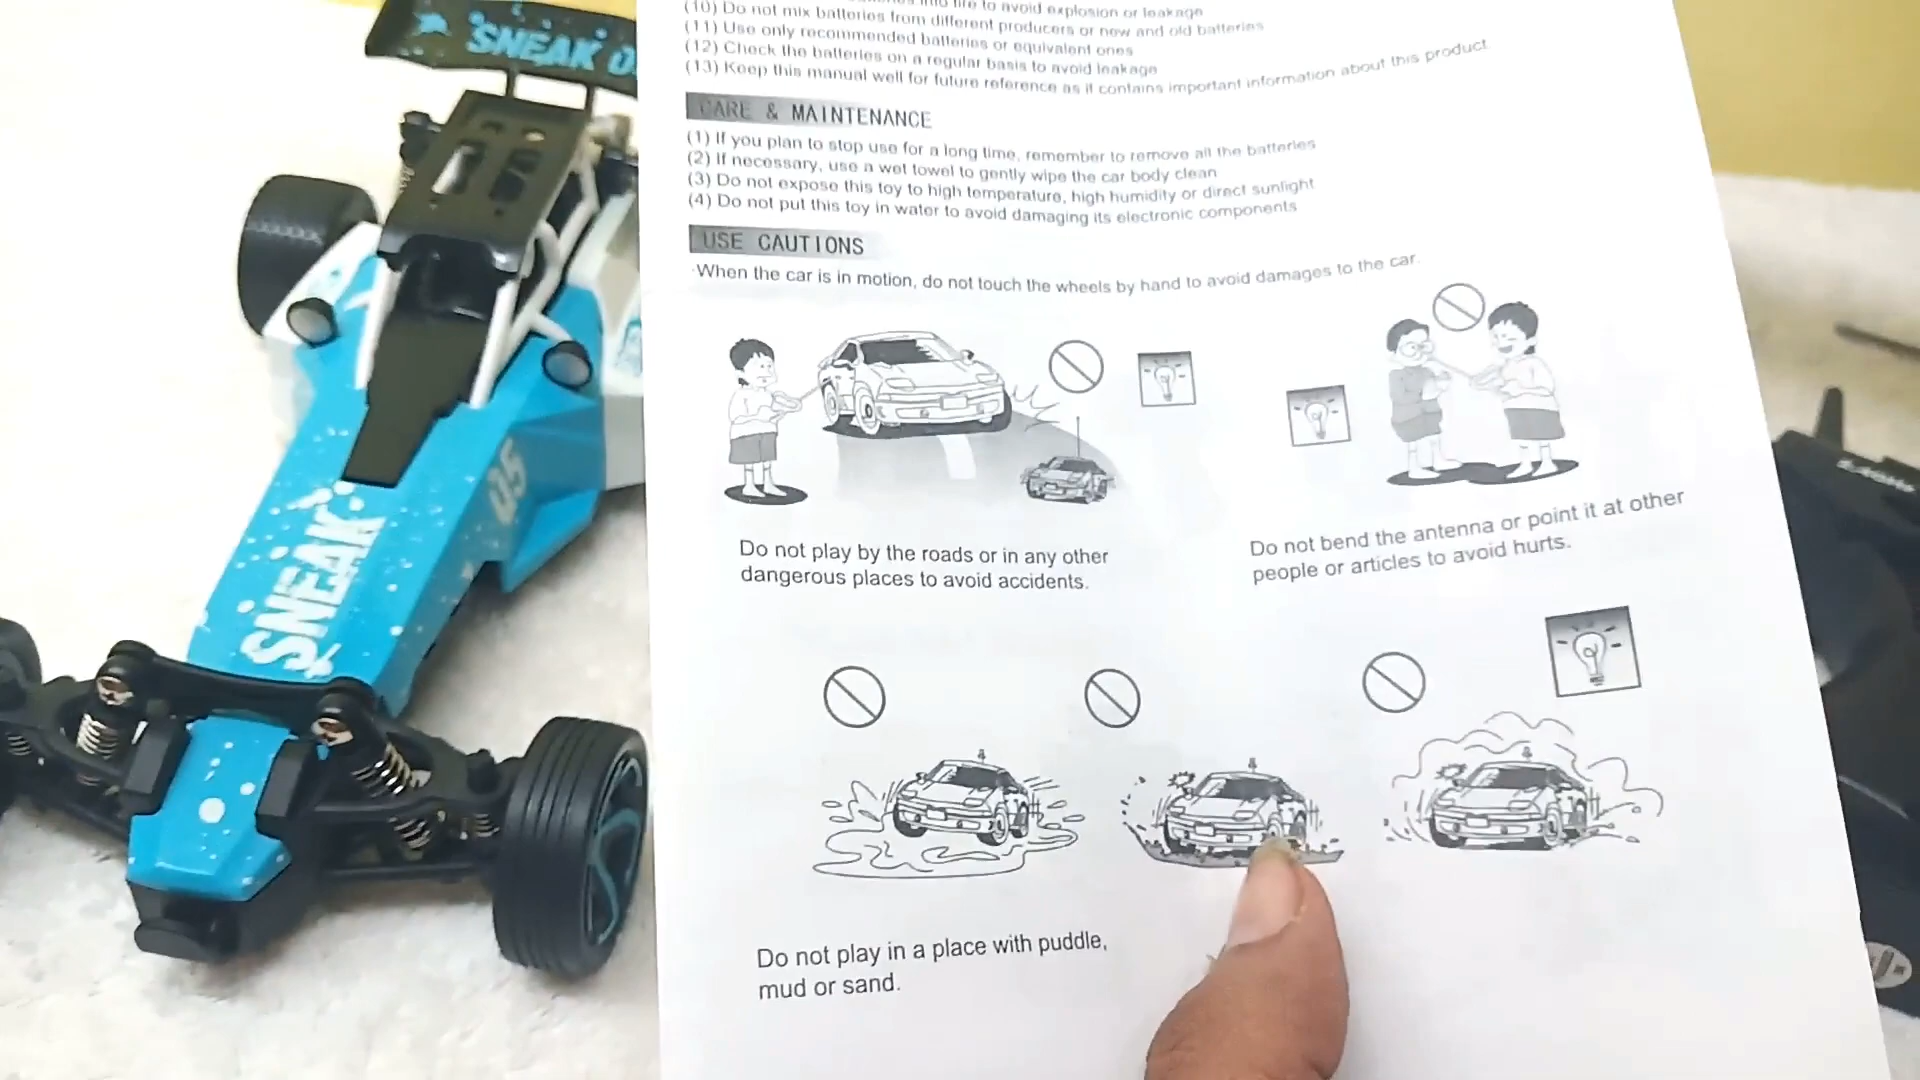 SNEAK
into fire to avoid explosion or leakage
(10) Do not mix batteries from different producers or new and old batteries
(11) Use only recommended batteries or equivalent ones
(12) Check the batteries on a regular basis to avoid leakage
(13) Keep this manual well for future reference as it contains important information about this product.
CARE & MAINTENANCE
(1) If you plan to stop use for a long time, remember to remove all the batteries
(2) If necessary, use a wet towel to gently wipe the car body clean
(3) Do not expose this toy to high temperature, high humidity or direct sunlight
(4) Do not put this toy in water to avoid damaging its electronic components
USE CAUTIONS
·When the car is in motion, do not touch the wheels by hand to avoid damages to the car.
Do not play by the roads or in any other
dangerous places to avoid accidents.
Do not bend the antenna or point it at other
people or articles to avoid hurts.
Do not play in a place with puddle,
mud or sand.
SNEAK
05